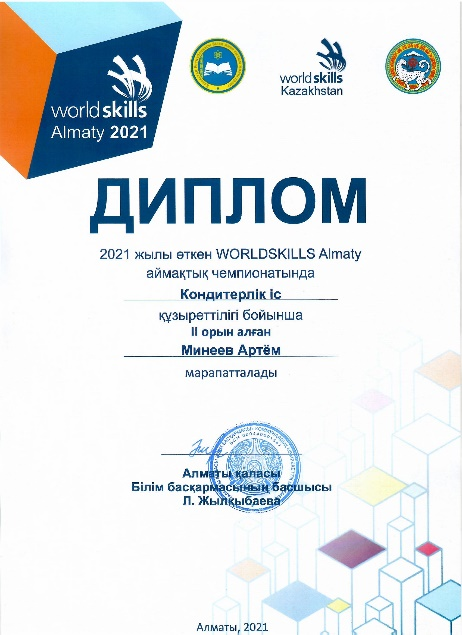 worldskills
Almaty 2021
worldskills
Kazakhstan
ДИПЛОМ
2021 жылы өткен WORLDSKILLS Almaty
аймақтық чемпионатында
Кондитерлік іс
құзыреттілігі бойынша
II орын алған
Минеев Артём
марапатталады
Алматы қаласы
Білім басқармасының басшысы
Л. Жылқыбаева
Алматы, 2021